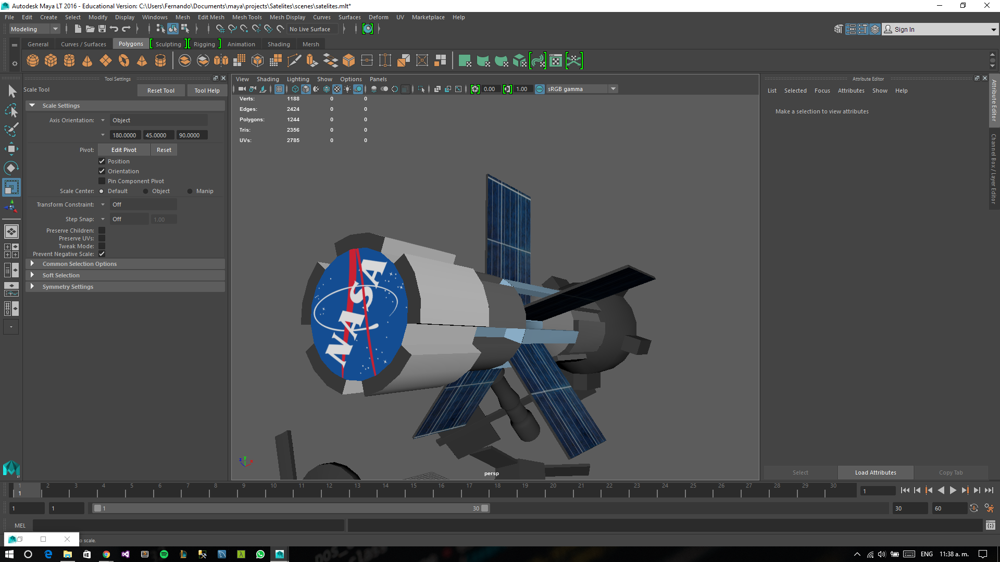 Autodesk Maya LT 2016 - Educational Version: C:\Users\Fernando\Documents\maya\projects\Satelites\scenes\satelites.mlt*
File Edit Create Select Modify Display Windows Mesh Edit Mesh Mesh Tools Mesh Display Curves Surfaces Deform UV Marketplace Help
Modeling No Live Surface Sign In
General Curves / Surfaces Polygons Sculpting Rigging Animation Shading Mersh
Tool Settings
Scale Tool Reset Tool Tool Help
Scale Settings
Axis Orientation: Object
180.0000 45.0000 90.0000
Pivot: Edit Pivot Reset
Position
Orientation
Pin Component Pivot
Scale Center: Default Object Manip
Transform Constraint: Off
Step Snap: Off 1.00
Preserve Children:
Preserve UVs:
Tweak Mode:
Prevent Negative Scale:
Common Selection Options
Soft Selection
Symmetry Settings
View Shading Lighting Show Options Panels
0.00 1.00 ON sRGB gamma
Verts: 1188 0 0
Edges: 2424 0 0
Polygons: 1244 0 0
Tris: 2356 0 0
UVs: 2785 0 0
NASA
z y x
persp
Attribute Editor
List Selected Focus Attributes Show Help
Make a selection to view attributes
Attribute Editor
Channel Box / Layer Editor
Select Load Attributes Copy Tab
LT
1 2 3 4 5 6 7 8 9 10 11 12 13 14 15 16 17 18 19 20 21 22 23 24 25 26 27 28 29 30
1 1
1 1 1 30 30 60
MEL
o scale.
ENG 11:38 a. m.